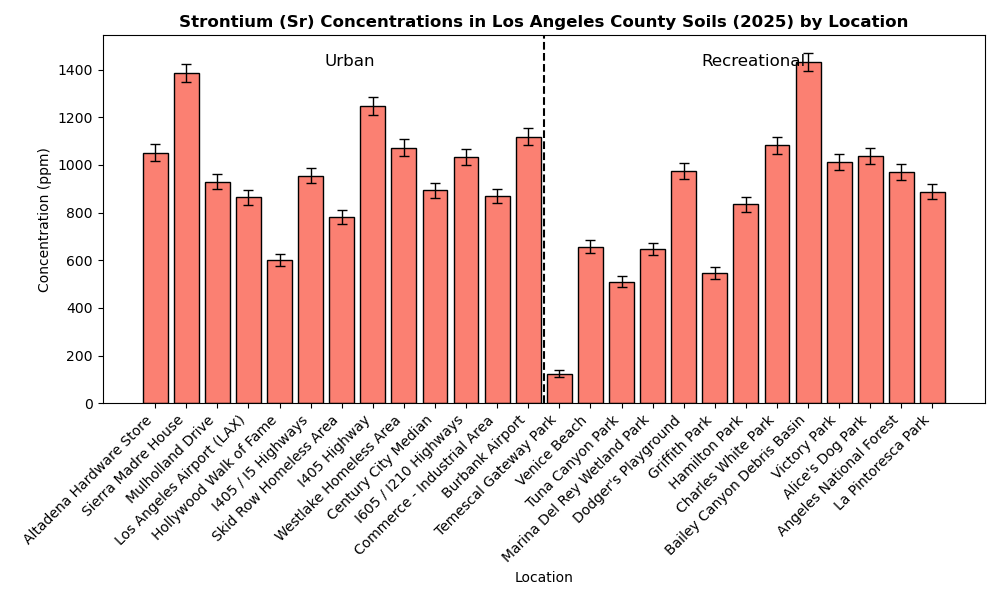 Strontium (Sr) Concentrations in Los Angeles County Soils (2025) by Location
Urban
Recreational
Concentration (ppm)
1400
1200
1000
800
600
400
200
0
Altadena Hardware Store
Sierra Madre House
Mulholland Drive
Los Angeles Airport (LAX)
Hollywood Walk of Fame
I405 / I5 Highways
Skid Row Homeless Area
I405 Highway
Westlake Homeless Area
Century City Median
I605 / I210 Highways
Commerce - Industrial Area
Burbank Airport
Temescal Gateway Park
Venice Beach
Tuna Canyon Park
Marina Del Rey Wetland Park
Dodger's Playground
Griffith Park
Hamilton Park
Charles White Park
Bailey Canyon Debris Basin
Victory Park
Alice's Dog Park
Angeles National Forest
La Pintoresca Park
Location